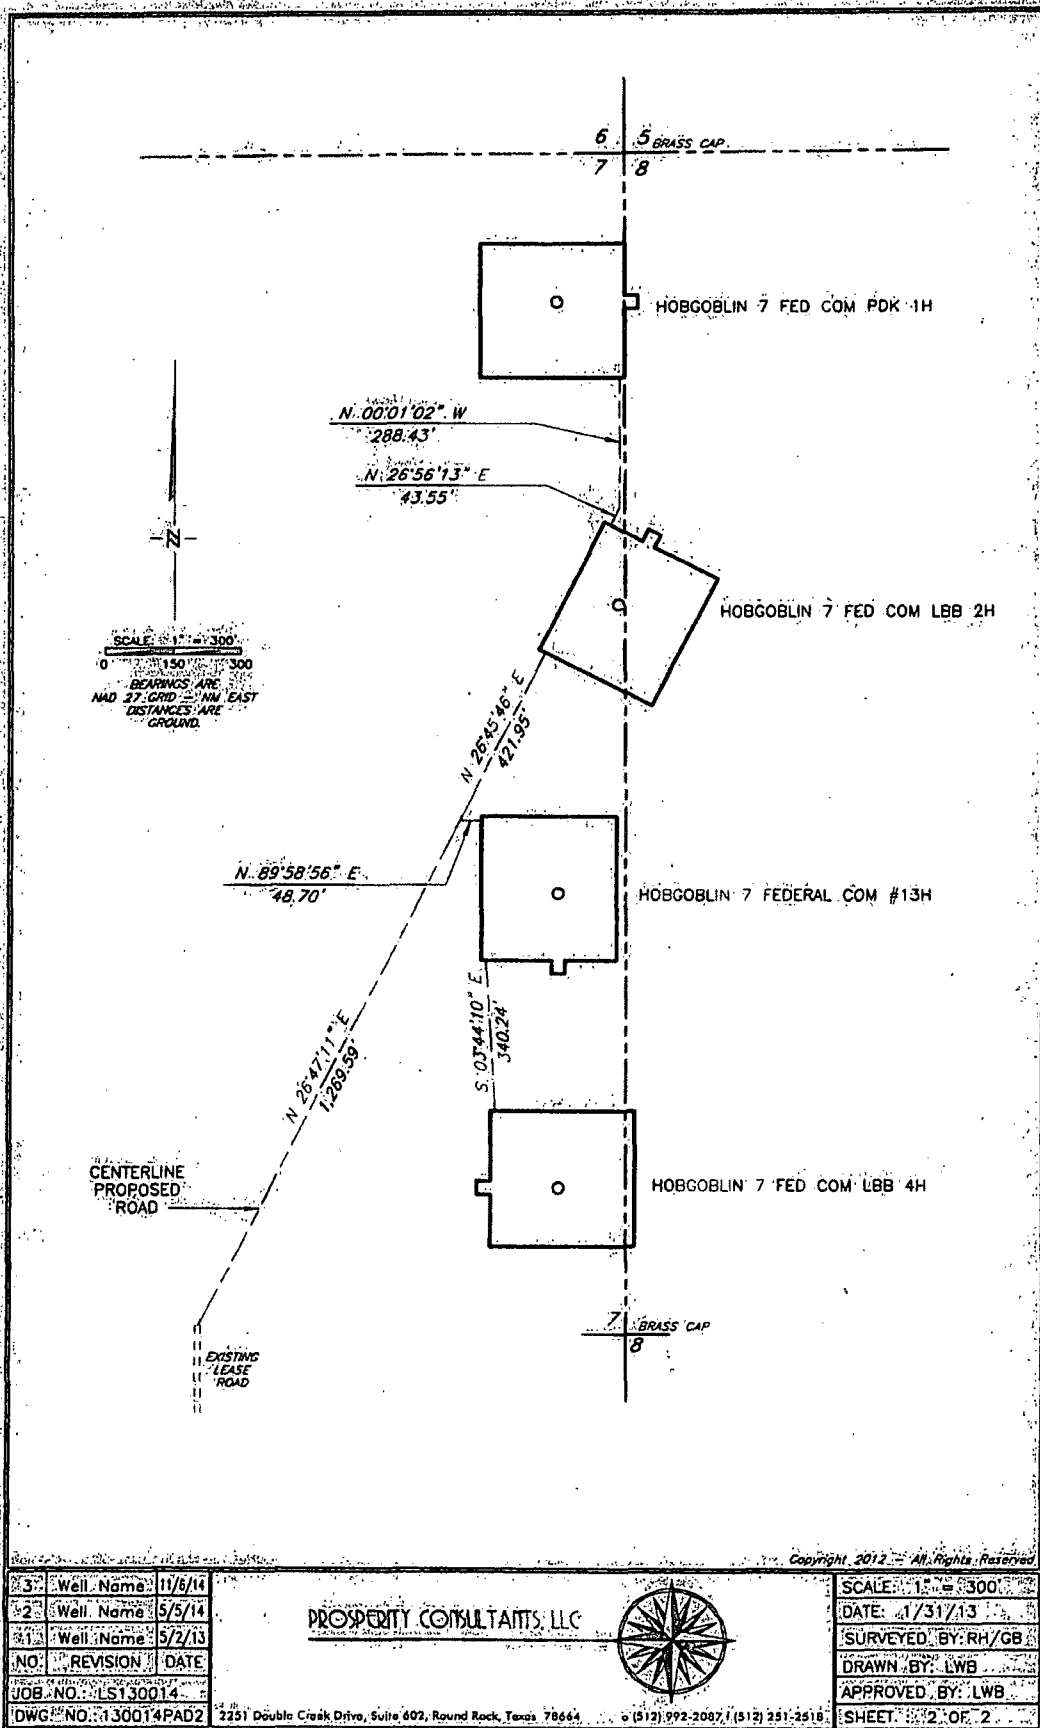 6 5 BRASS CAP
7 8
HOBGOBLIN 7 FED COM PDK 1H
N 00°01'02" W
288.43'
N 26°56'13" E
43.55'
N
HOBGOBLIN 7 FED COM LBB 2H
SCALE 1" = 300'
0 150 300
BEARINGS ARE
NAD 27 GRID - NM EAST
DISTANCES ARE
GROUND.
N 26°45'46" E
421.95'
N 89°58'56" E
48.70'
HOBGOBLIN 7 FEDERAL COM #13H
S 03°44'10" E
340.24'
N 26°47'11" E
1,269.59'
CENTERLINE
PROPOSED
ROAD
HOBGOBLIN 7 FED COM LBB 4H
7 BRASS CAP
8
EXISTING
LEASE
ROAD
Copyright 2012 - All Rights Reserved
3 Well Name 11/6/14
2 Well Name 5/5/14
1 Well Name 5/2/13
NO. REVISION DATE
JOB NO.: LS130014
DWG. NO.: 130014PAD2
PROSPERITY CONSULTANTS, LLC
2251 Double Creek Drive, Suite 602, Round Rock, Texas 78664 o (512) 992-2087 f (512) 251-2518
SCALE: 1" = 300'
DATE: 1/31/13
SURVEYED BY: RH/GB
DRAWN BY: LWB
APPROVED BY: LWB
SHEET : 2 OF 2